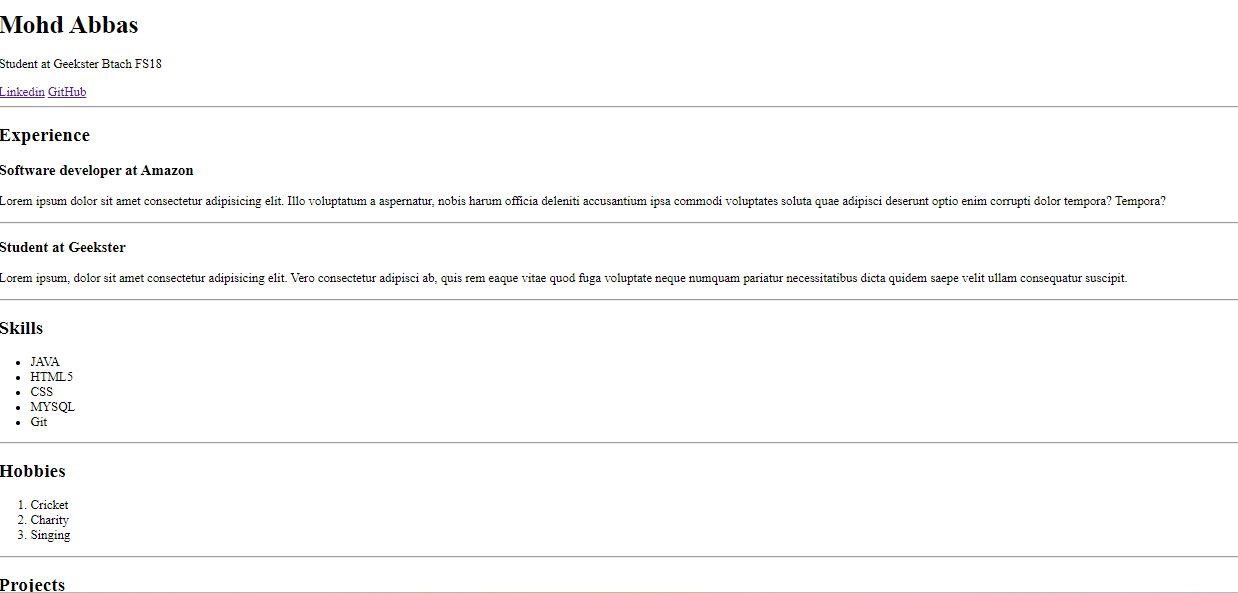 Mohd Abbas
Student at Geekster Btach FS18
Linkedin GitHub
Experience
Software developer at Amazon
Lorem ipsum dolor sit amet consectetur adipisicing elit. Illo voluptatum a aspernatur, nobis harum officia deleniti accusantium ipsa commodi voluptates soluta quae adipisci deserunt optio enim corrupti dolor tempora? Tempora?
Student at Geekster
Lorem ipsum, dolor sit amet consectetur adipisicing elit. Vero consectetur adipisci ab, quis rem eaque vitae quod fuga voluptate neque numquam pariatur necessitatibus dicta quidem saepe velit ullam consequatur suscipit.
Skills
• JAVA
• HTML5
• CSS
• MYSQL
• Git
Hobbies
1. Cricket
2. Charity
3. Singing
Projects